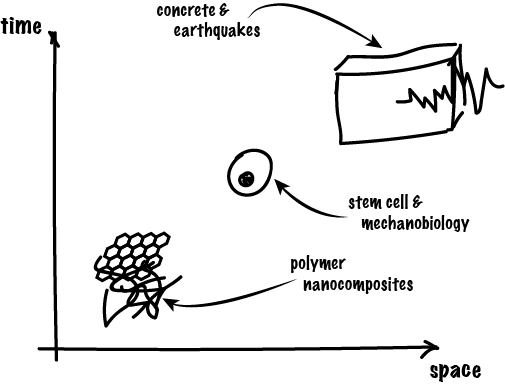 concrete &
earthquakes
time
stem cell &
mechanobiology
polymer
nanocomposites
space